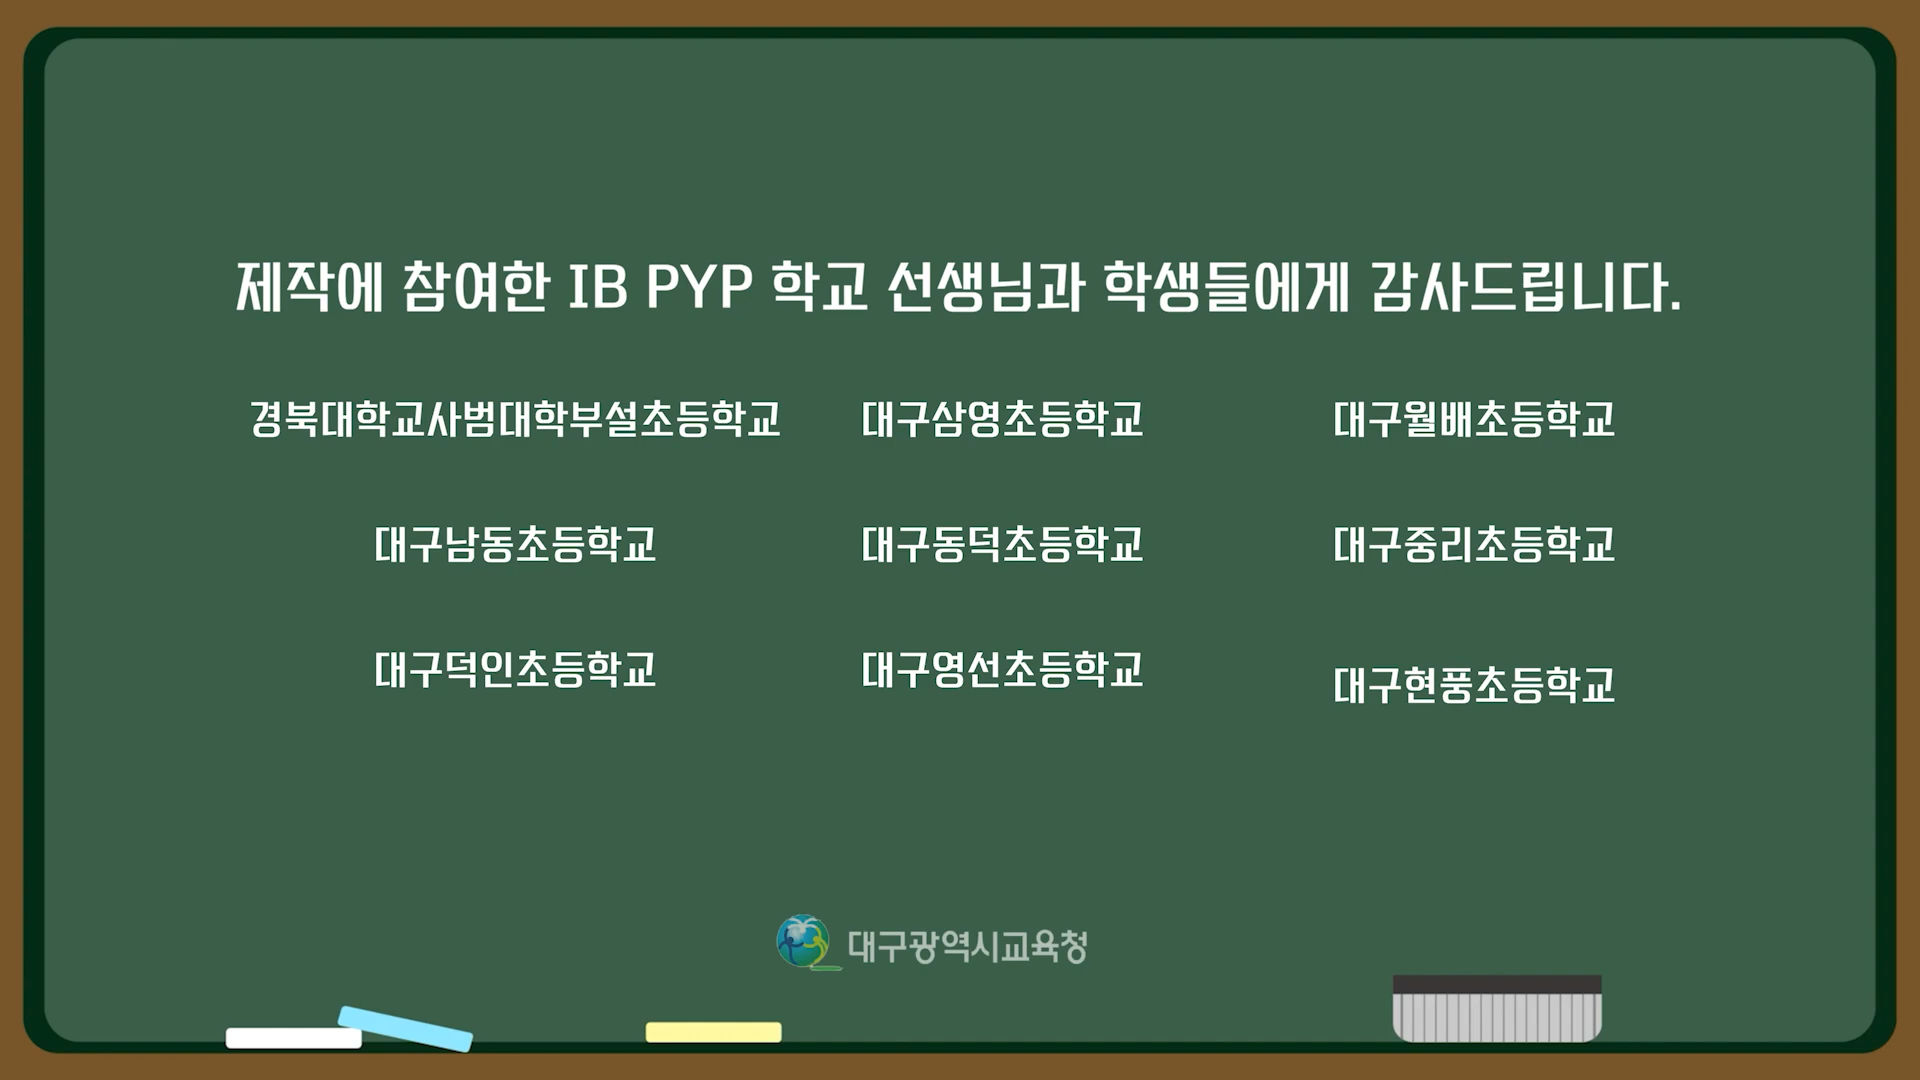 제작에 참여한 IB PYP 학교 선생님과 학생들에게 감사드립니다.
경북대학교사범대학부설초등학교 대구삼영초등학교 대구월배초등학교
대구남동초등학교 대구동덕초등학교 대구중리초등학교
대구덕인초등학교 대구영선초등학교 대구현풍초등학교
대구광역시교육청